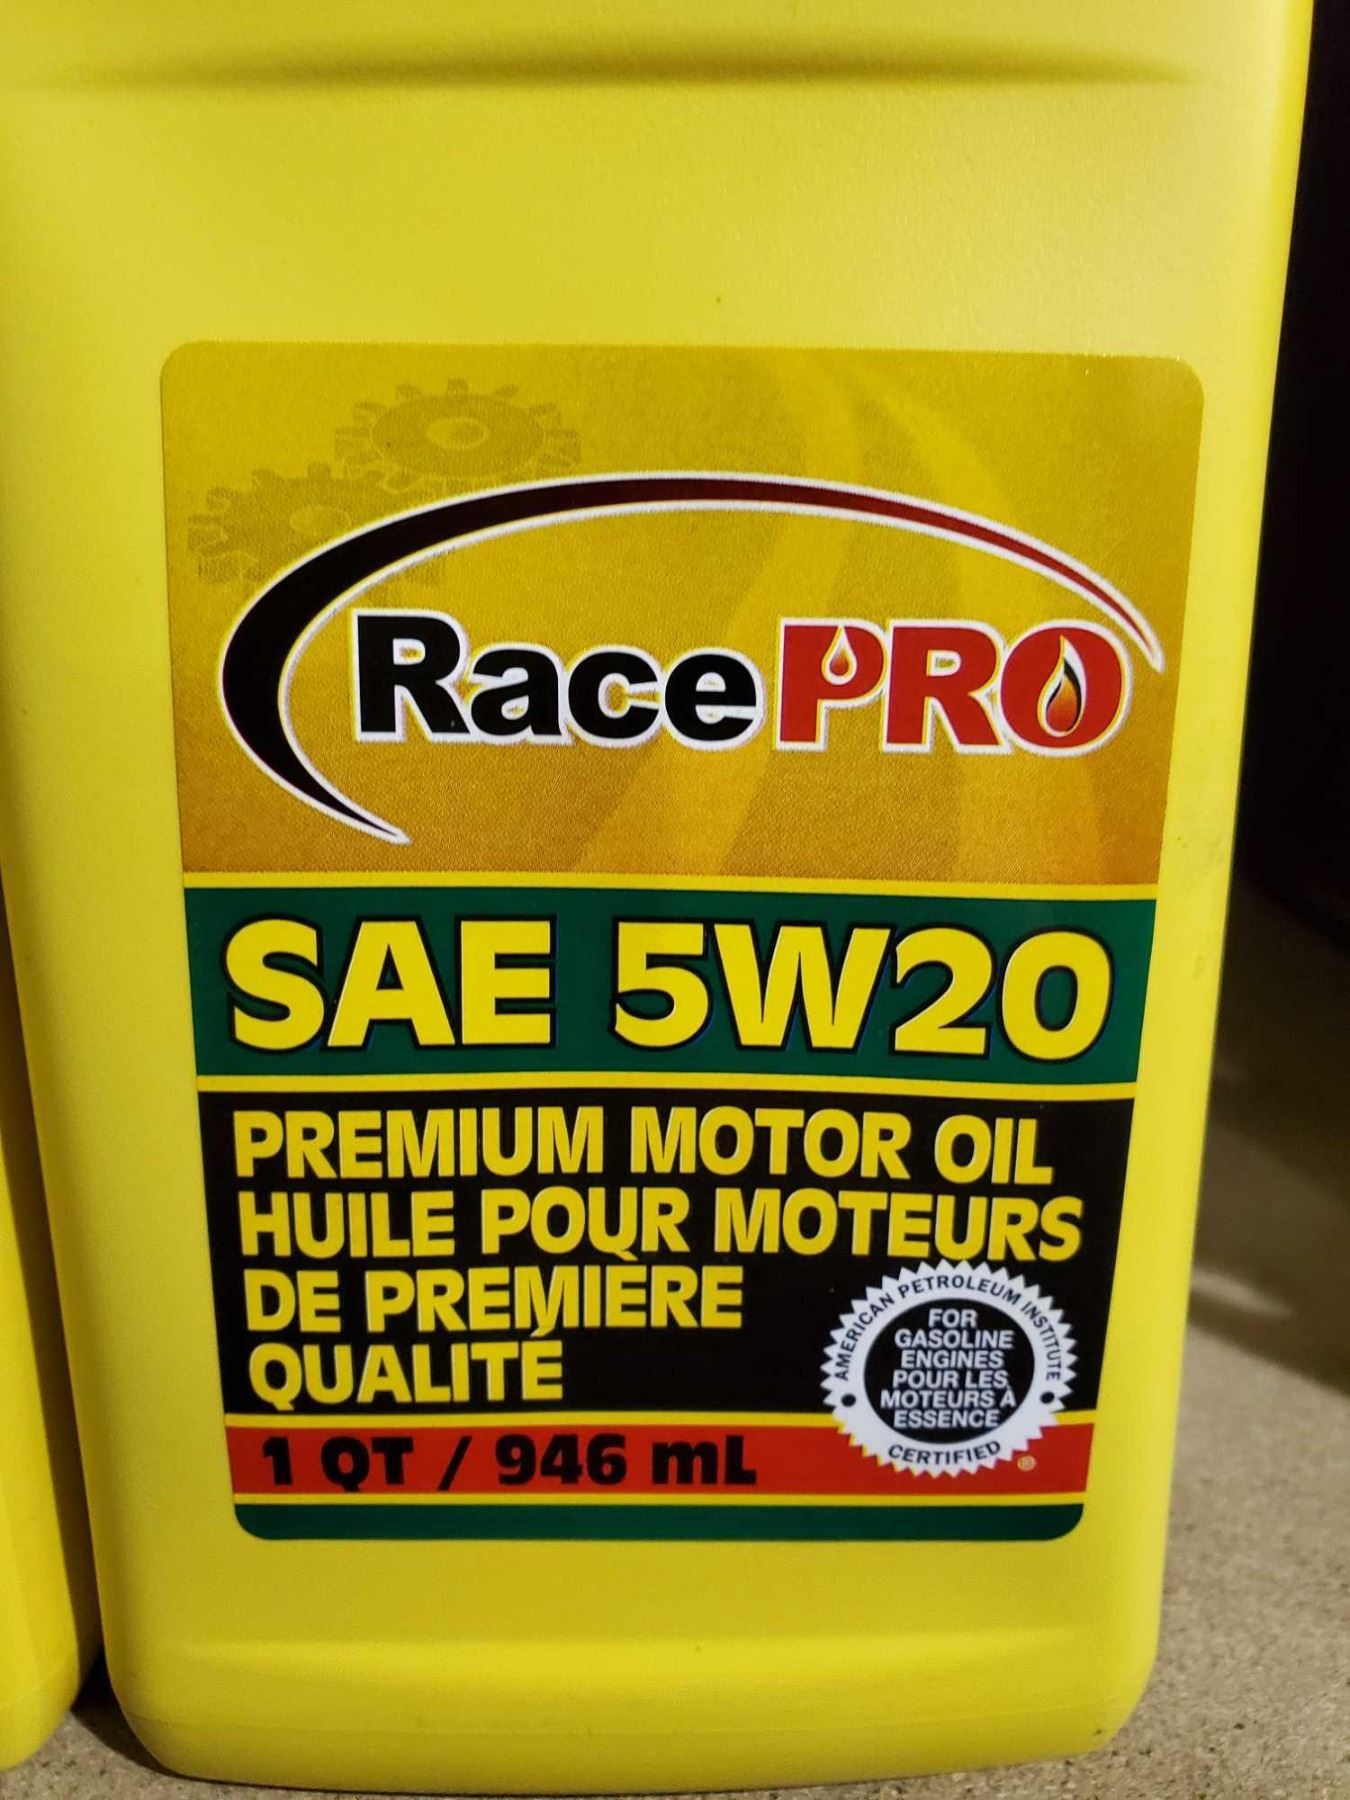 RacePRO
SAE 5W20
PREMIUM MOTOR OIL
HUILE POUR MOTEURS
DE PREMIÈRE
QUALITÉ
AMERICAN PETROLEUM INSTITUTE
FOR
GASOLINE
ENGINES
POUR LES
MOTEURS À
ESSENCE
CERTIFIED ®
1 QT / 946 mL